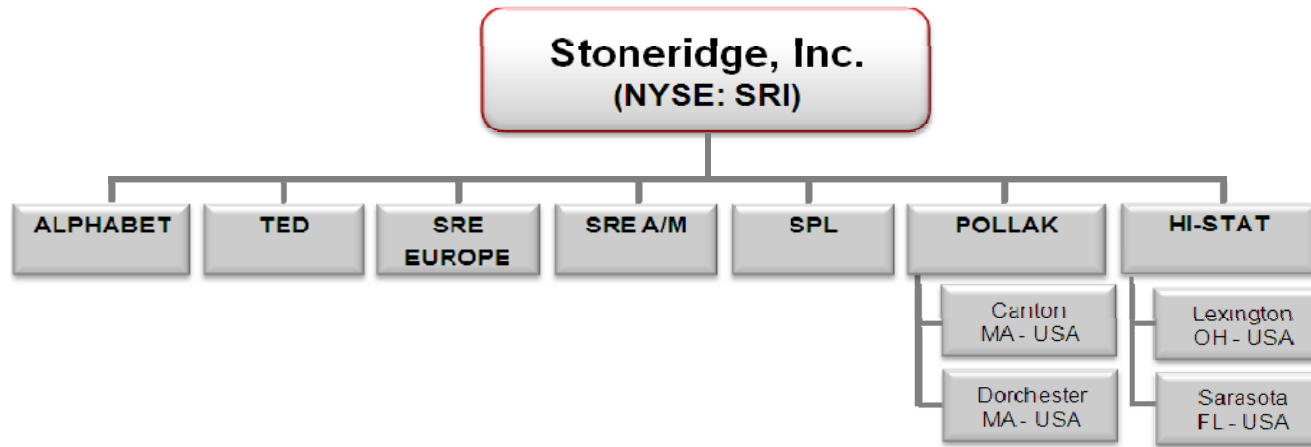 Stoneridge, Inc.
(NYSE: SRI)
ALPHABET
TED
SRE
EUROPE
SRE A/M
SPL
POLLAK
HI-STAT
Canton
MA - USA
Dorchester
MA - USA
Lexington
OH - USA
Sarasota
FL - USA